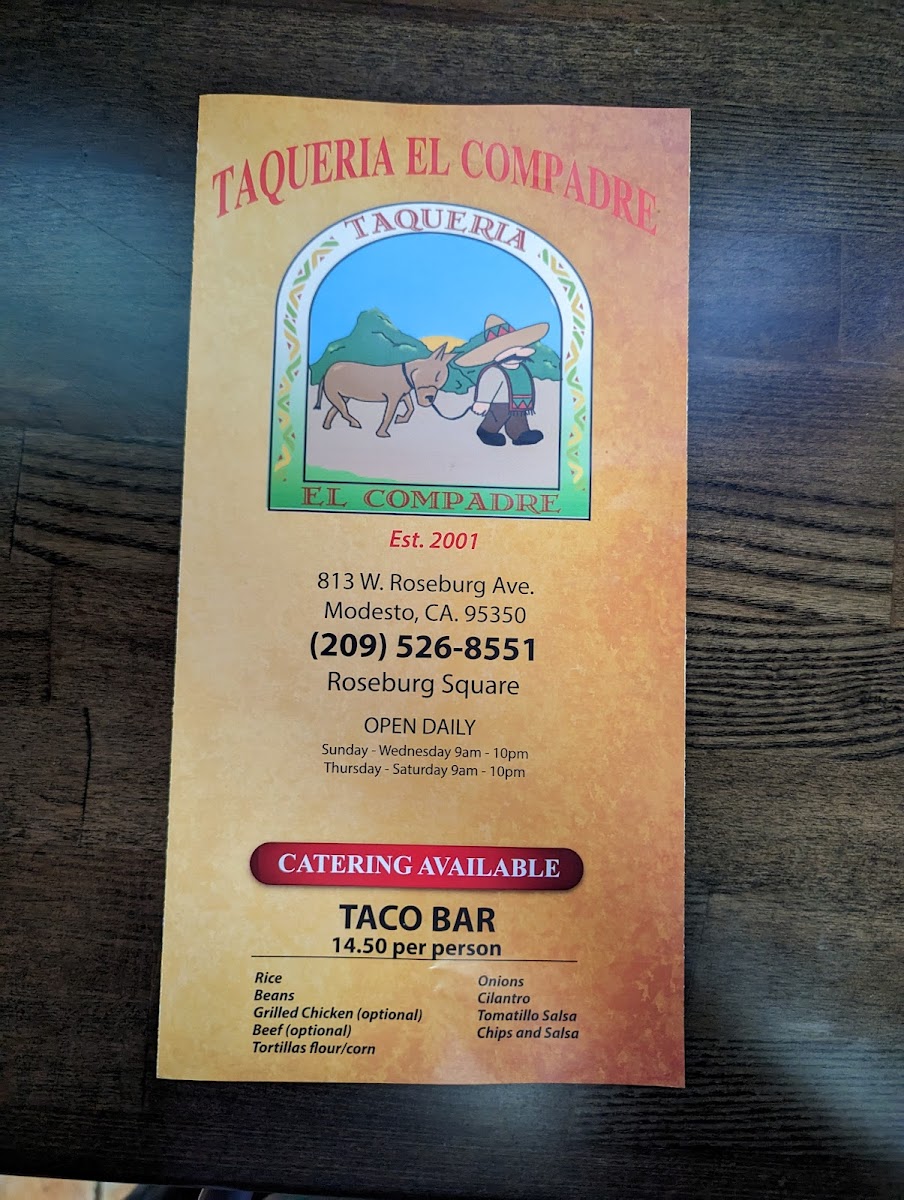 TAQUERIA EL COMPADRE
TAQUERIA
EL COMPADRE
Est. 2001
813 W. Roseburg Ave.
Modesto, CA. 95350
(209) 526-8551
Roseburg Square
OPEN DAILY
Sunday - Wednesday 9am - 10pm
Thursday - Saturday 9am - 10pm
CATERING AVAILABLE
TACO BAR
14.50 per person
Rice
Beans
Grilled Chicken (optional)
Beef (optional)
Tortillas flour/corn
Onions
Cilantro
Tomatillo Salsa
Chips and Salsa